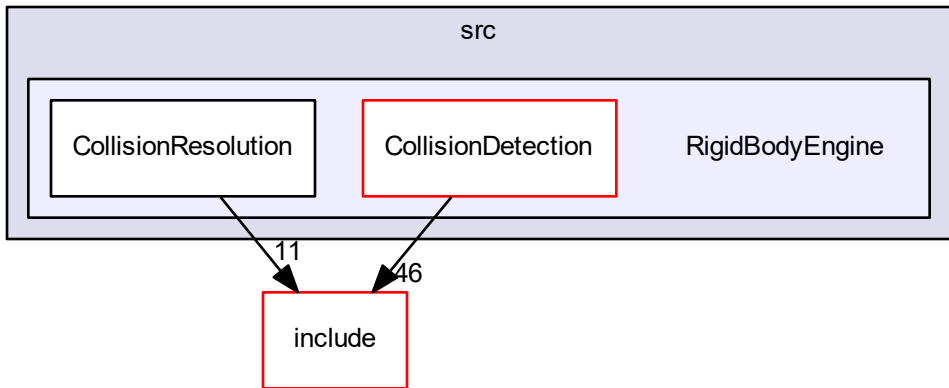 src
CollisionResolution
CollisionDetection
RigidBodyEngine
11
46
include